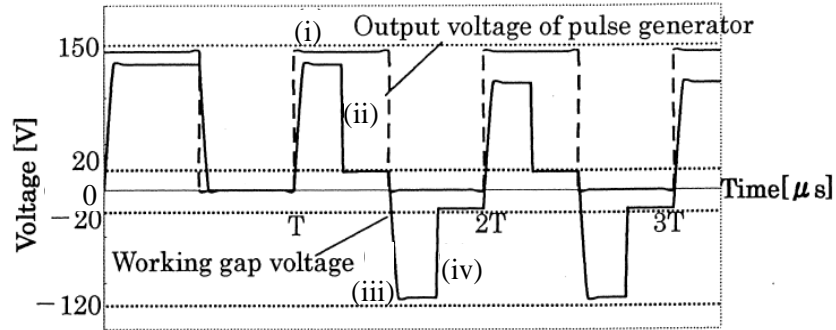 (i)
Output voltage of pulse generator
150
(ii)
Voltage [V]
20
0
Time[μs]
−20
T
2T
3T
Working gap voltage
(iii)
(iv)
−120